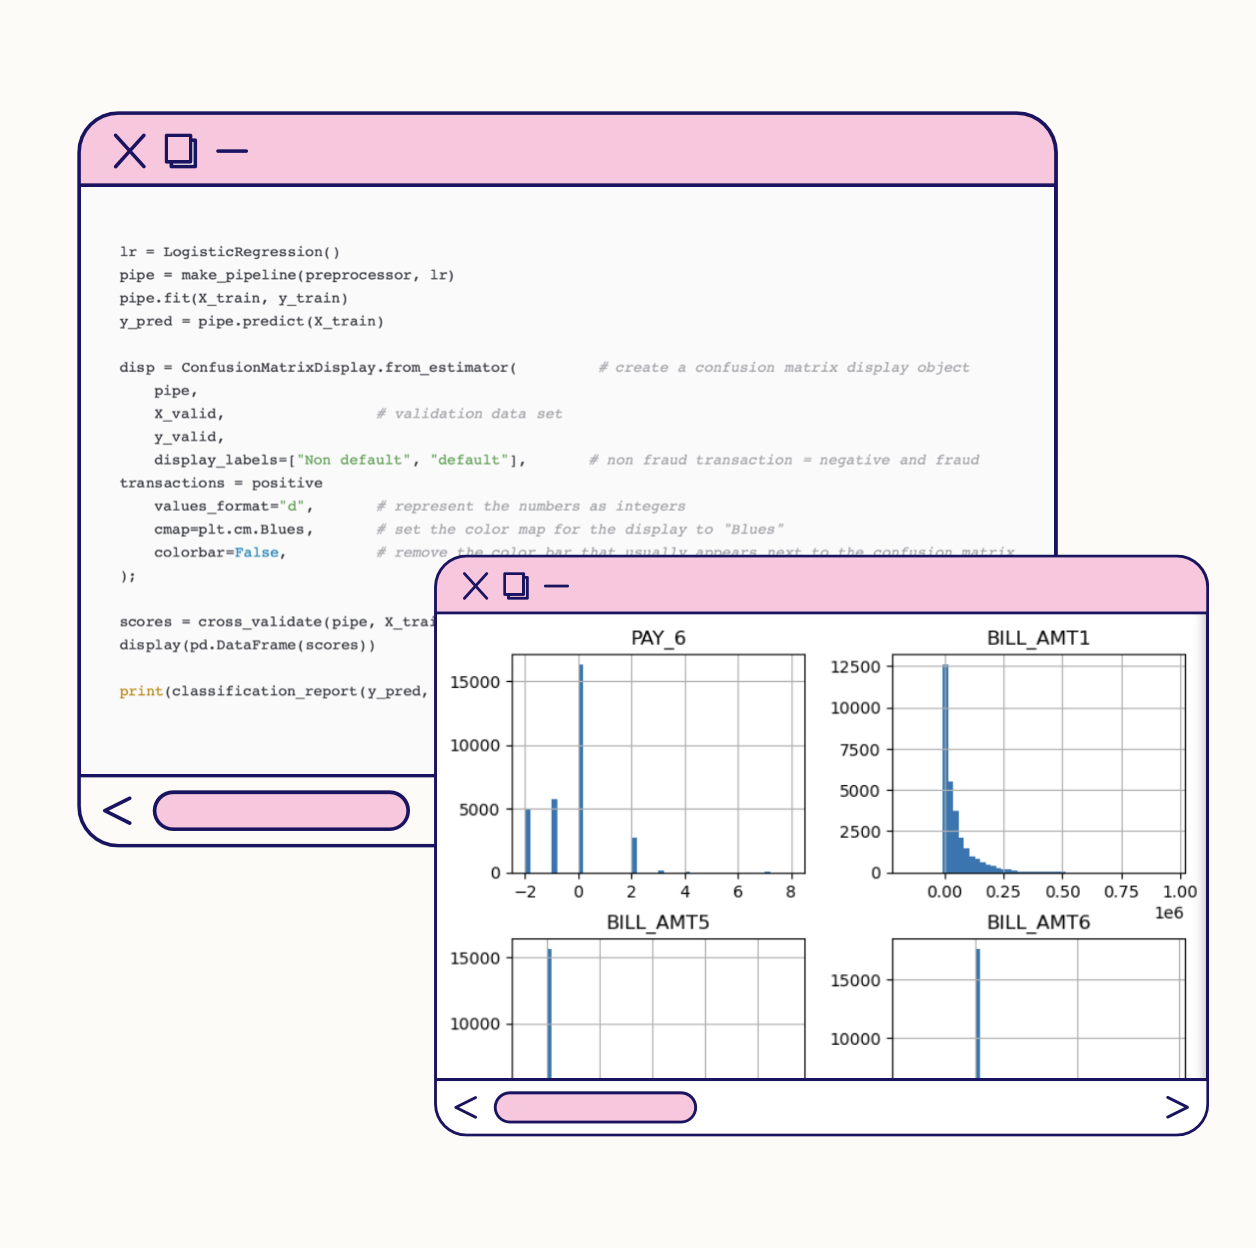 lr = LogisticRegression()
pipe = make_pipeline(preprocessor, lr)
pipe.fit(X_train, y_train)
y_pred = pipe.predict(X_train)
disp = ConfusionMatrixDisplay.from_estimator(         # create a confusion matrix display object
    pipe,
    X_valid,                 # validation data set
    y_valid,
    display_labels=["Non default", "default"],       # non fraud transaction = negative and fraud
transactions = positive
    values_format="d",       # represent the numbers as integers
    cmap=plt.cm.Blues,       # set the color map for the display to "Blues"
    colorbar=False,          # remove the color bar that usually appears next to the confusion matrix
);
scores = cross_validate(pipe, X_trai
display(pd.DataFrame(scores))
print(classification_report(y_pred,
PAY_6
15000
10000
5000
0
−2 0 2 4 6 8
BILL_AMT1
12500
10000
7500
5000
2500
0
0.00 0.25 0.50 0.75 1.00
1e6
BILL_AMT5
15000
10000
BILL_AMT6
15000
10000